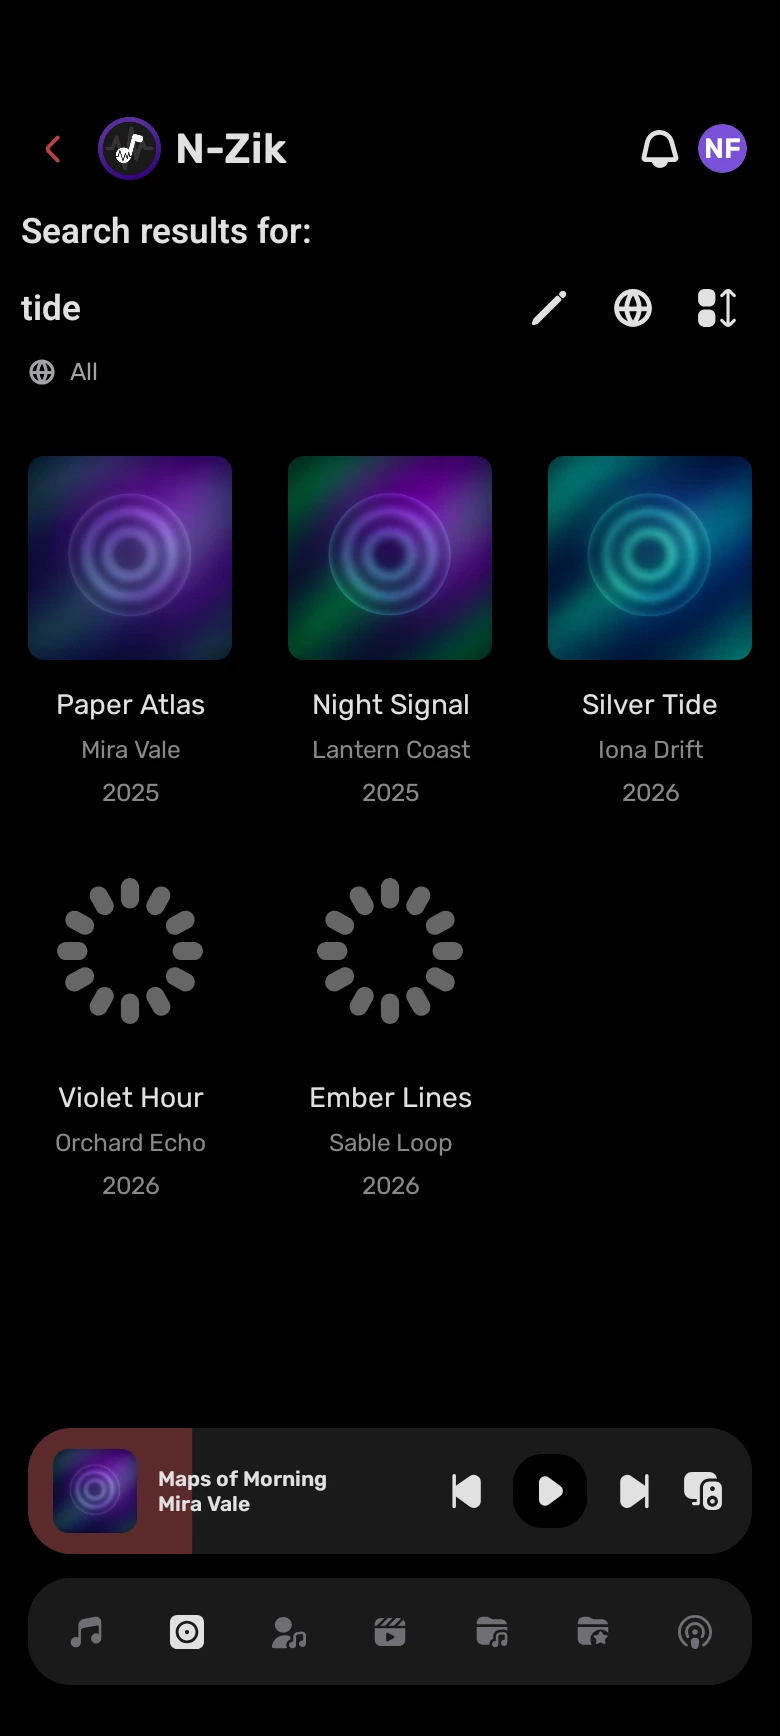 N-Zik
NF
Search results for:
tide
All
Paper Atlas
Mira Vale
2025
Night Signal
Lantern Coast
2025
Silver Tide
Iona Drift
2026
Violet Hour
Orchard Echo
2026
Ember Lines
Sable Loop
2026
Maps of Morning
Mira Vale